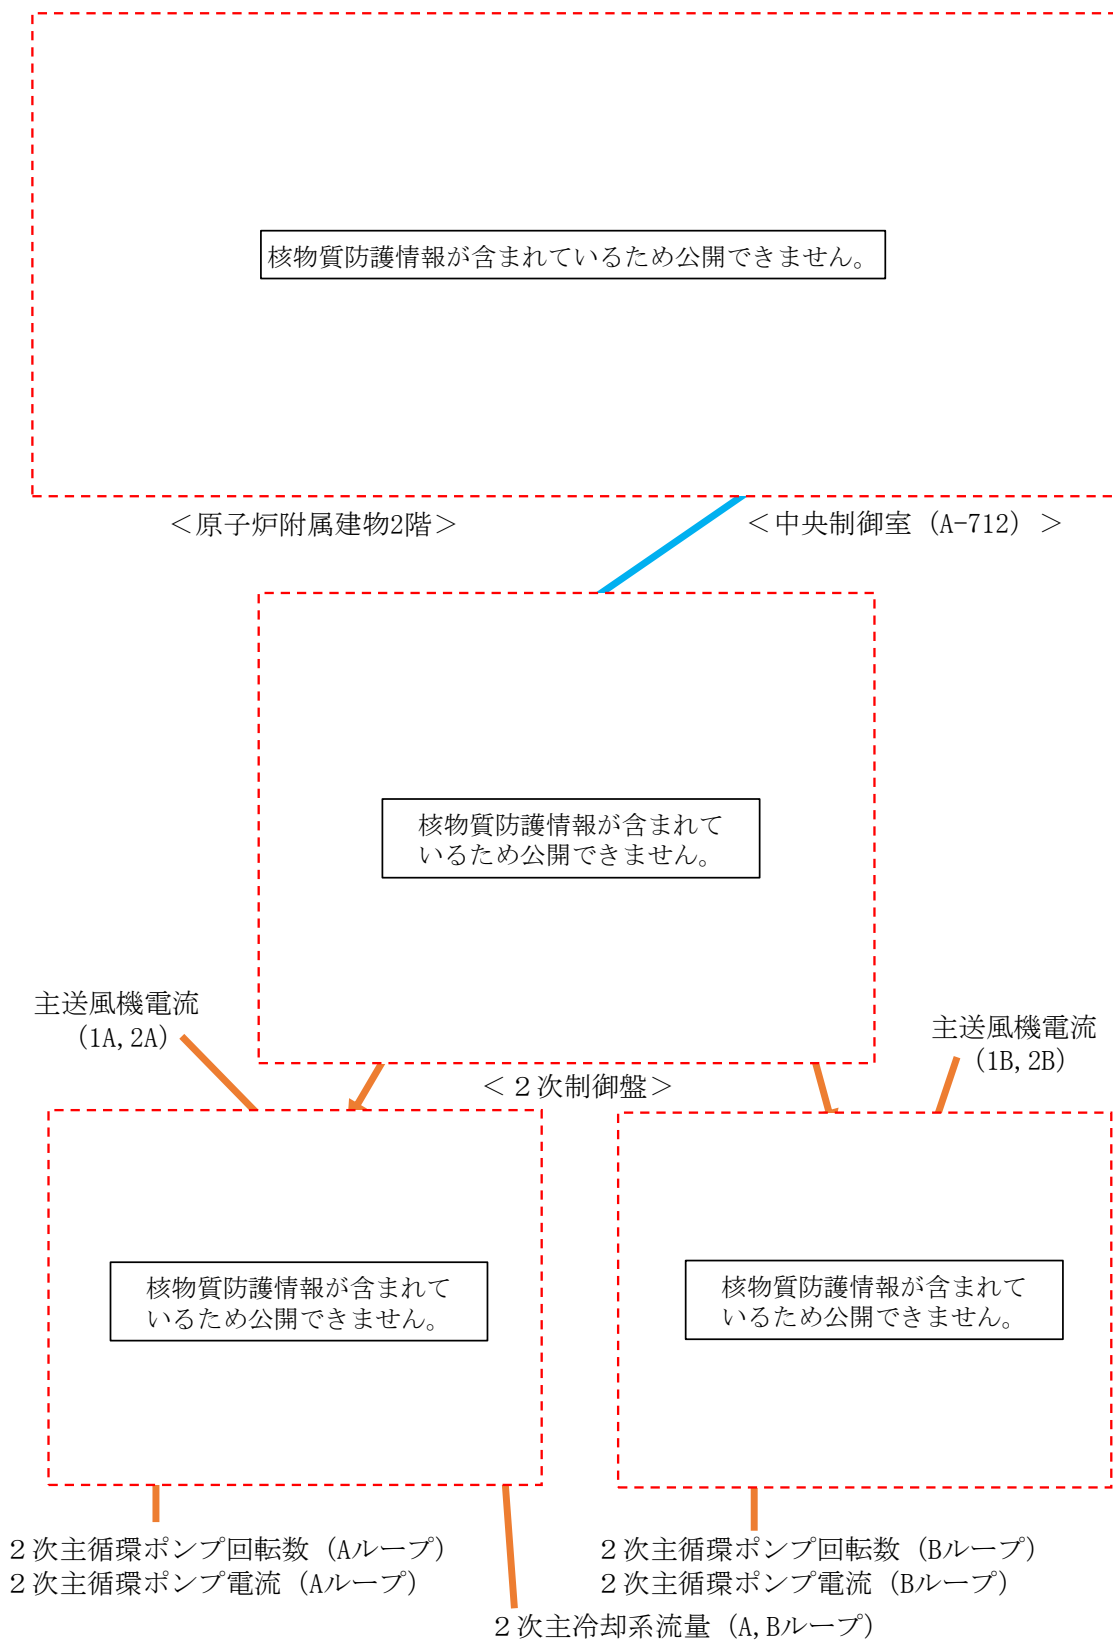 核物質防護情報が含まれているため公開できません。
＜原子炉附属建物2階＞
＜中央制御室（A-712）＞
核物質防護情報が含まれて
いるため公開できません。
主送風機電流
（1A,2A）
主送風機電流
（1B,2B）
＜２次制御盤＞
核物質防護情報が含まれて
いるため公開できません。
核物質防護情報が含まれて
いるため公開できません。
２次主循環ポンプ回転数（Aループ）
２次主循環ポンプ電流（Aループ）
２次主循環ポンプ回転数（Bループ）
２次主循環ポンプ電流（Bループ）
２次主冷却系流量（A,Bループ）